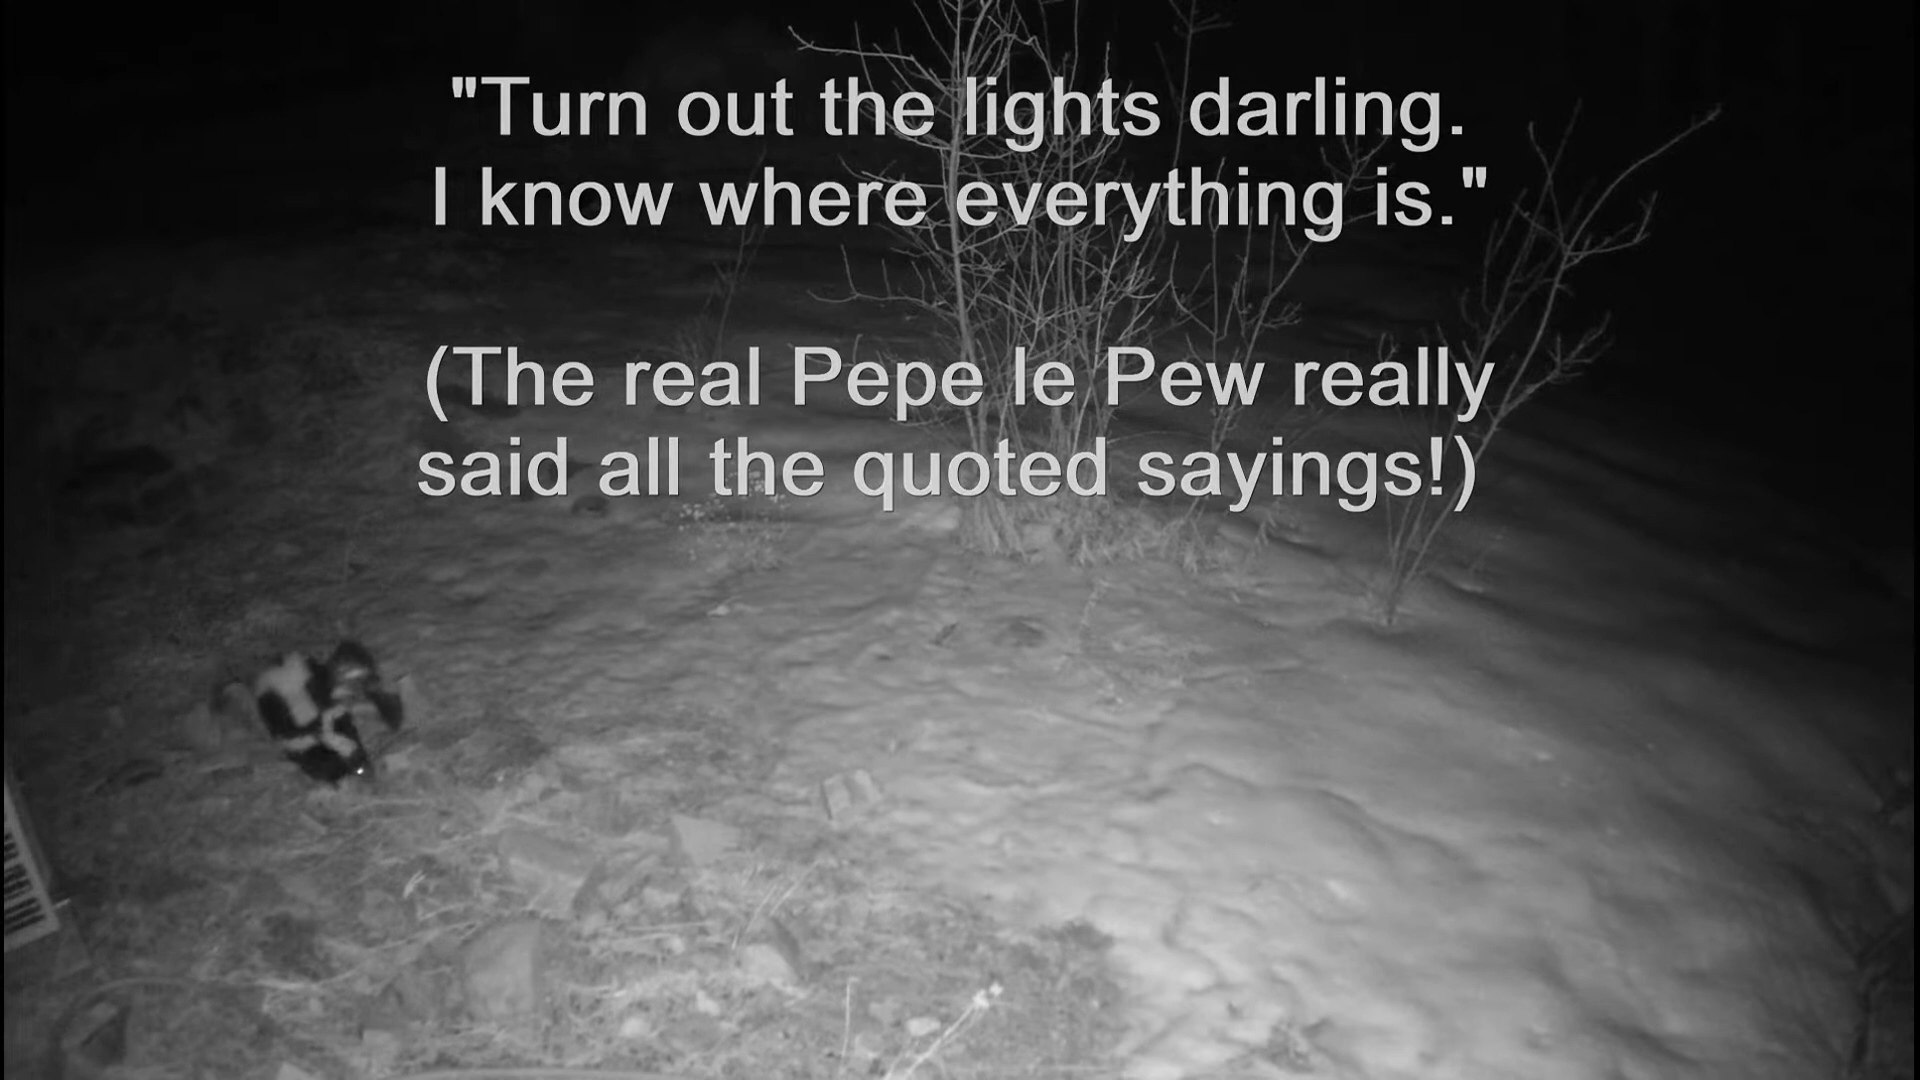 "Turn out the lights darling.
I know where everything is."
(The real Pepe le Pew really
said all the quoted sayings!)